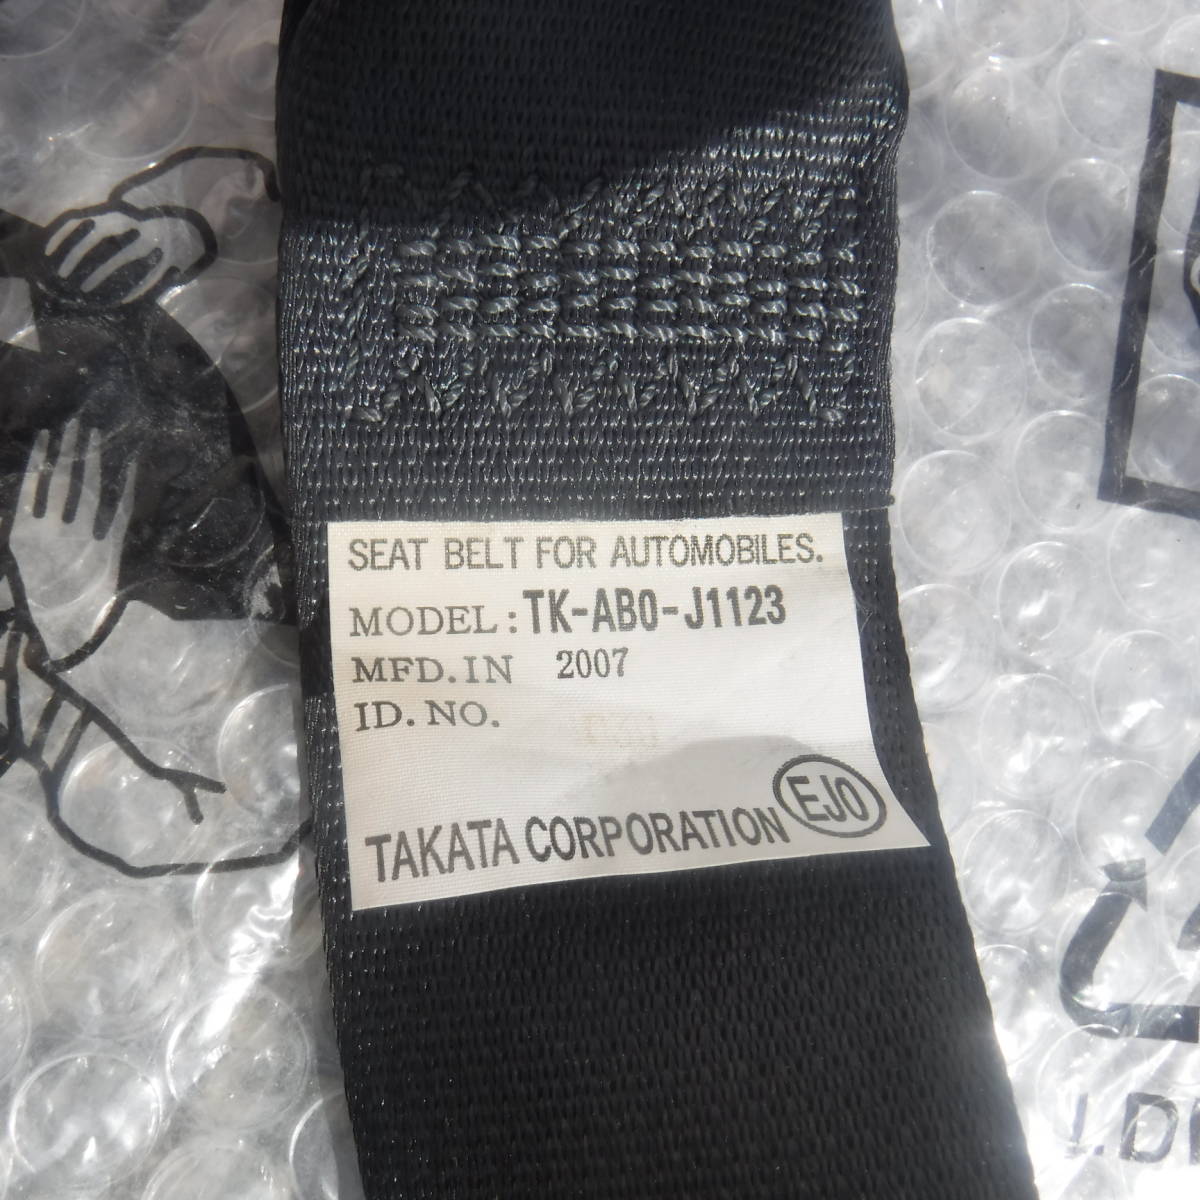 SEAT BELT FOR AUTOMOBILES.
MODEL: TK-AB0-J1123
MFD. IN 2007
ID. NO.
TAKATA CORPORATION EJO